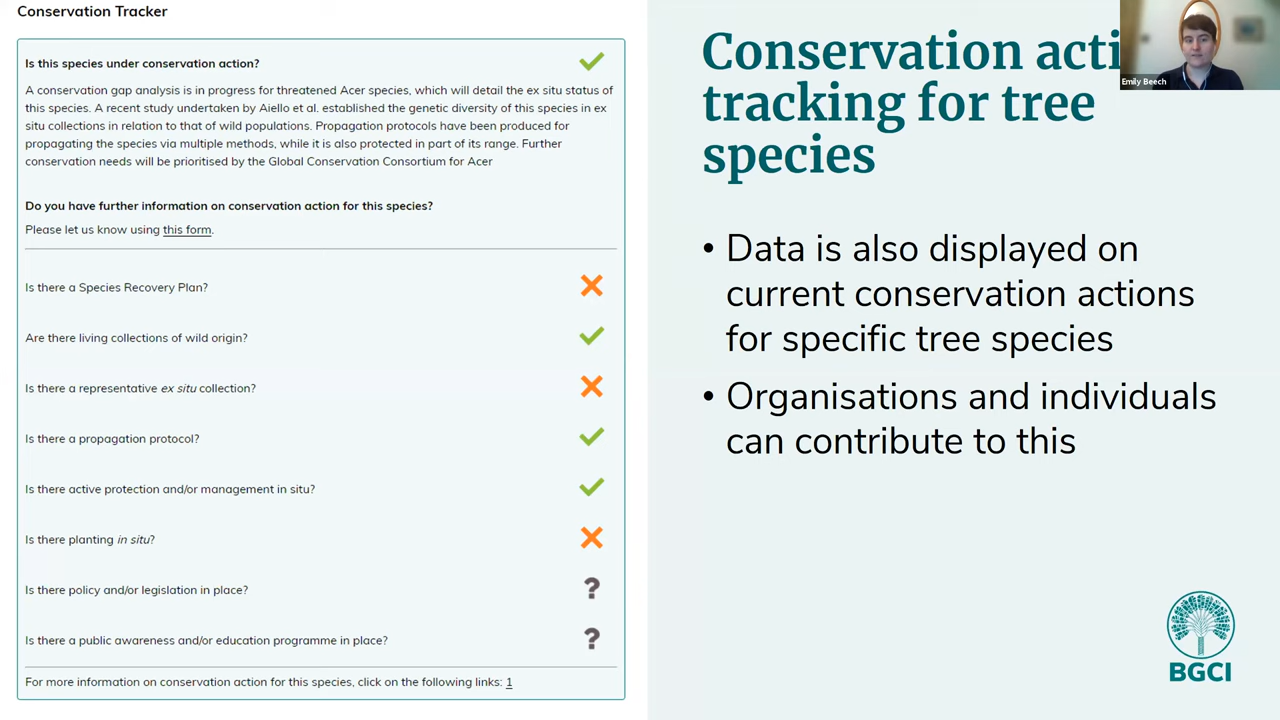 Conservation Tracker
Is this species under conservation action?
A conservation gap analysis is in progress for threatened Acer species, which will detail the ex situ status of
this species. A recent study undertaken by Aiello et al. established the genetic diversity of this species in ex
situ collections in relation to that of wild populations. Propagation protocols have been produced for
propagating the species via multiple methods, while it is also protected in part of its range. Further
conservation needs will be prioritised by the Global Conservation Consortium for Acer
Do you have further information on conservation action for this species?
Please let us know using this form.
Is there a Species Recovery Plan?
Are there living collections of wild origin?
Is there a representative ex situ collection?
Is there a propagation protocol?
Is there active protection and/or management in situ?
Is there planting in situ?
Is there policy and/or legislation in place?
?
Is there a public awareness and/or education programme in place?
?
For more information on conservation action for this species, click on the following links: 1
Conservation acti
tracking for tree
species
Emily Beech
• Data is also displayed on
current conservation actions
for specific tree species
• Organisations and individuals
can contribute to this
BGCI